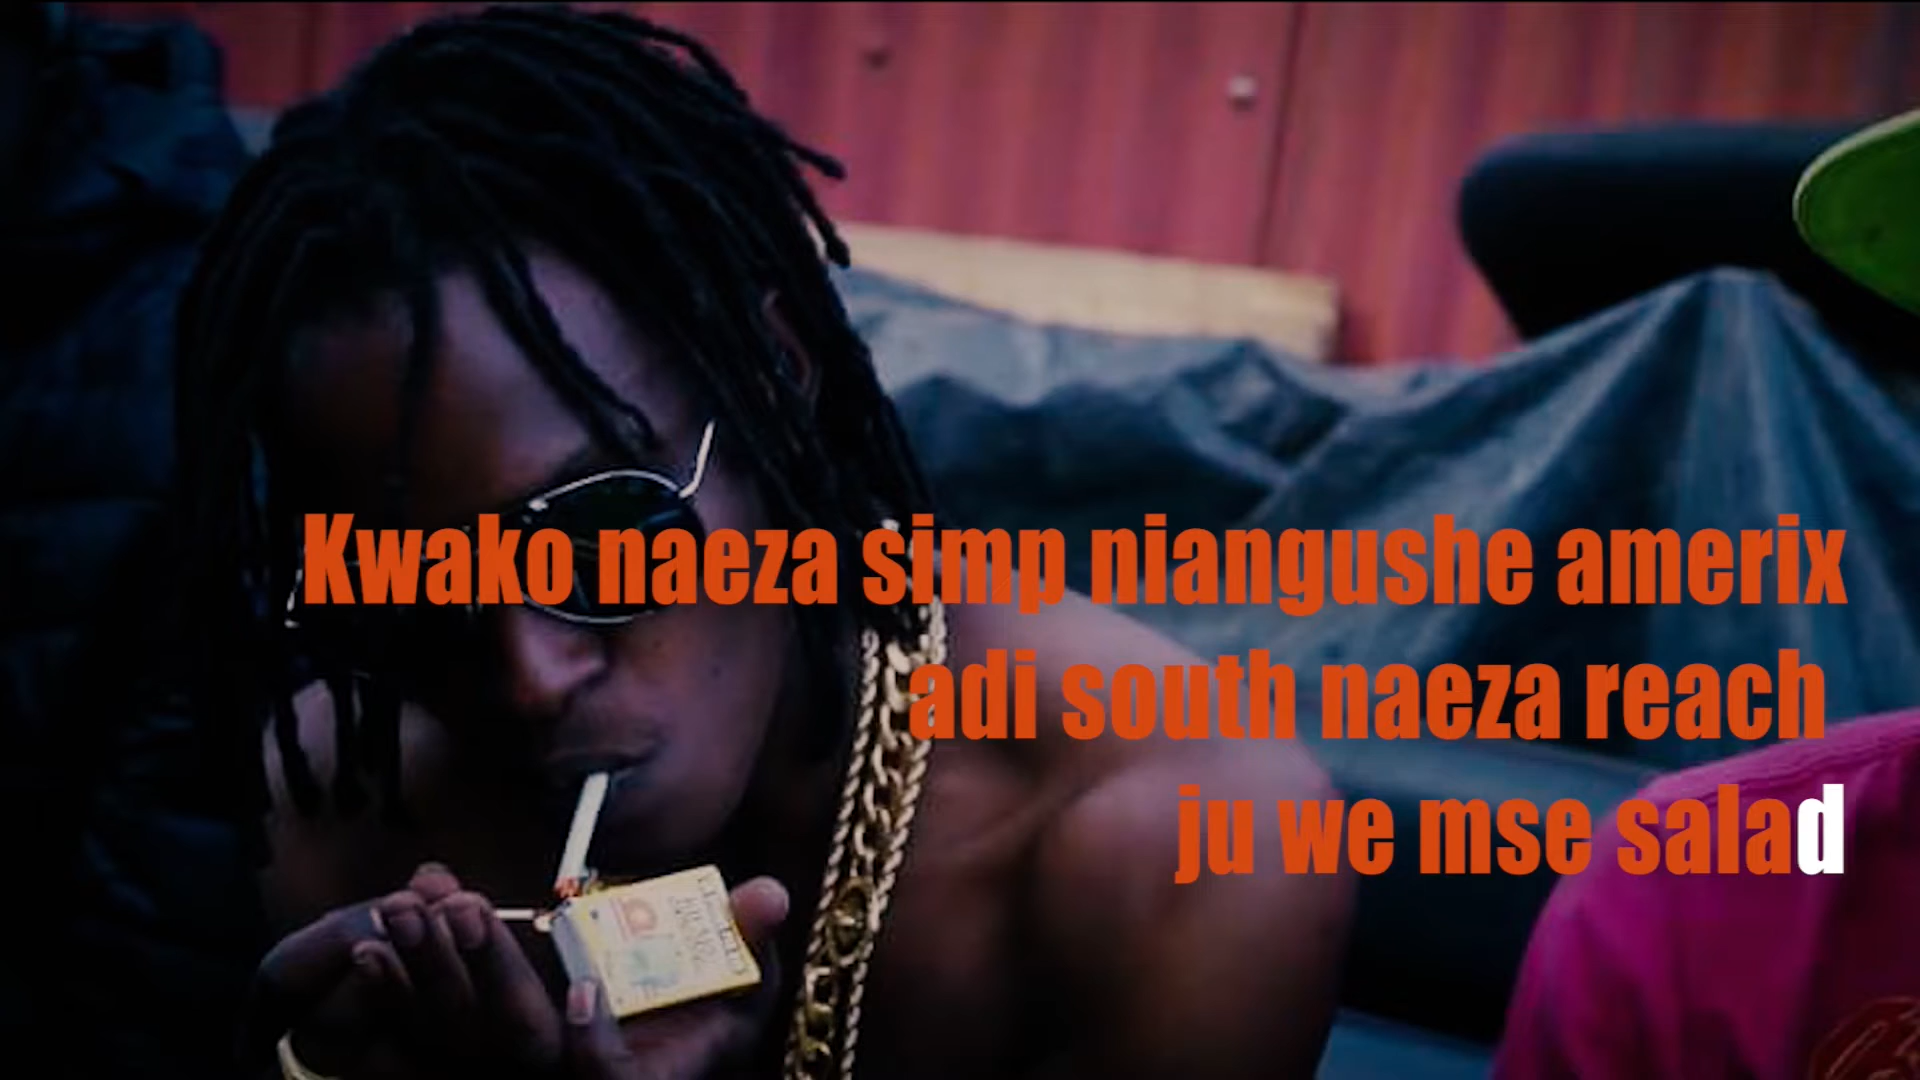 Kwako naeza simp niangushe amerix
adi south naeza reach
ju we mse salad